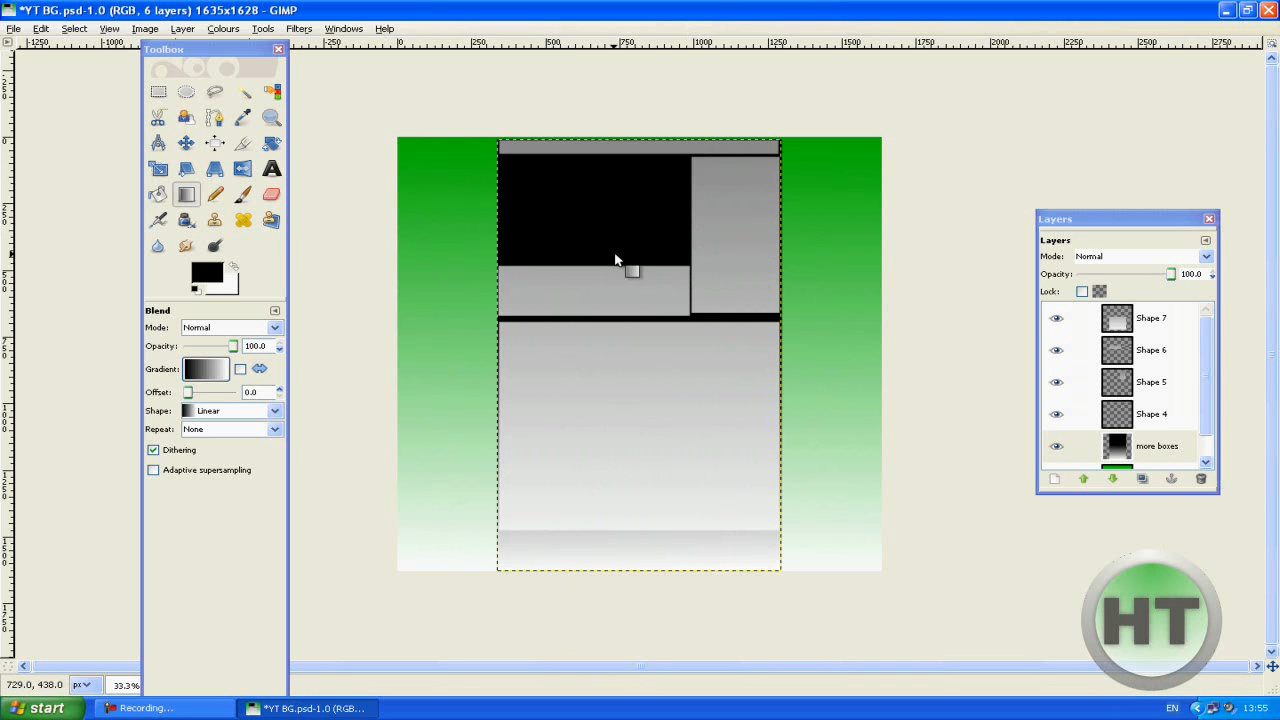 *YT BG.psd-1.0 (RGB, 6 layers) 1635x1628 – GIMP
File Edit Select View Image Layer Colours Tools Filters Windows Help
-1250 -1000 0 250 500 750 1000 1250 1500 1750 2000 2250 2500 2750
Toolbox
Blend
Mode: Normal
Opacity: 100.0
Gradient:
Offset: 0.0
Shape: Linear
Repeat: None
Dithering
Adaptive supersampling
Layers
Layers
Mode: Normal
Opacity: 100.0
Lock:
Shape 7
Shape 6
Shape 5
Shape 4
more boxes
HT
729.0, 438.0 px 33.3%
start Recording... *YT BG.psd-1.0 (RGB... EN 13:55